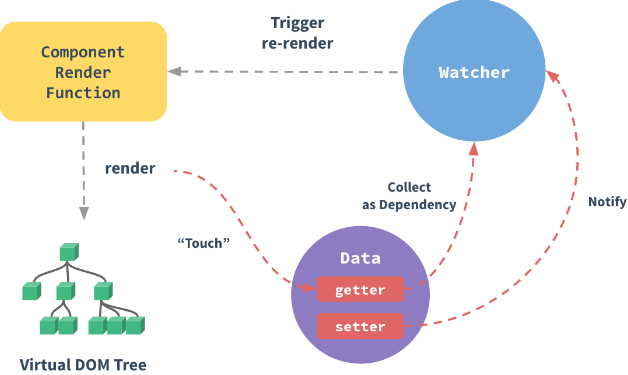 Trigger
re-render
Component
Render
Function
Watcher
render
Collect
as Dependency
Notify
“Touch”
Data
getter
setter
Virtual DOM Tree